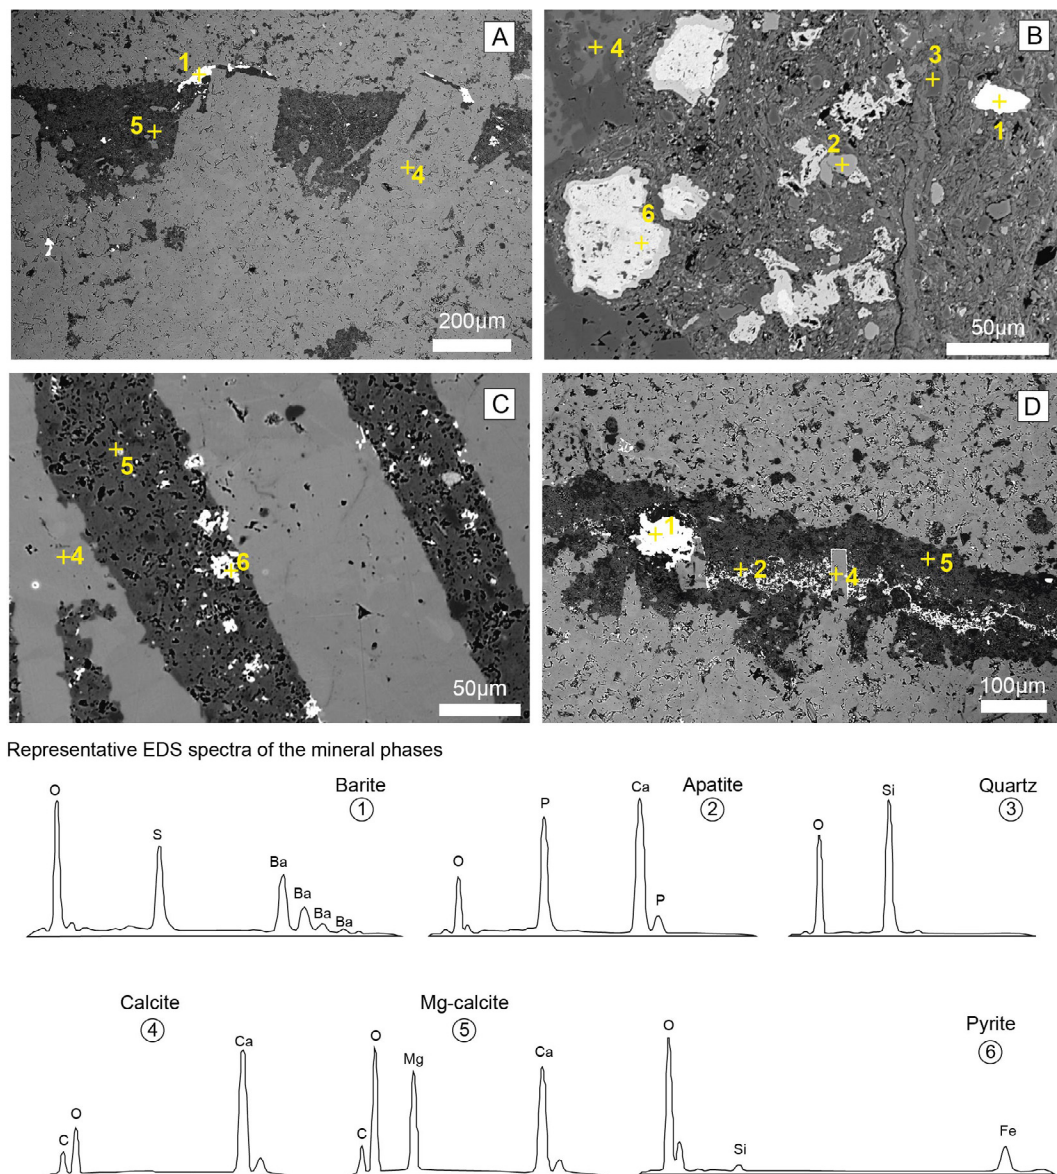 A
1
5
4
200µm
B
4
3
1
2
6
50µm
C
5
4
6
50µm
D
1
2
4
5
100µm
Representative EDS spectra of the mineral phases
Barite
1
O
S
Ba
Ba
Ba
Ba
Apatite
2
O
P
Ca
P
Quartz
3
O
Si
Calcite
4
C
O
Ca
Mg-calcite
5
C
O
Mg
Ca
Pyrite
6
O
Si
Fe